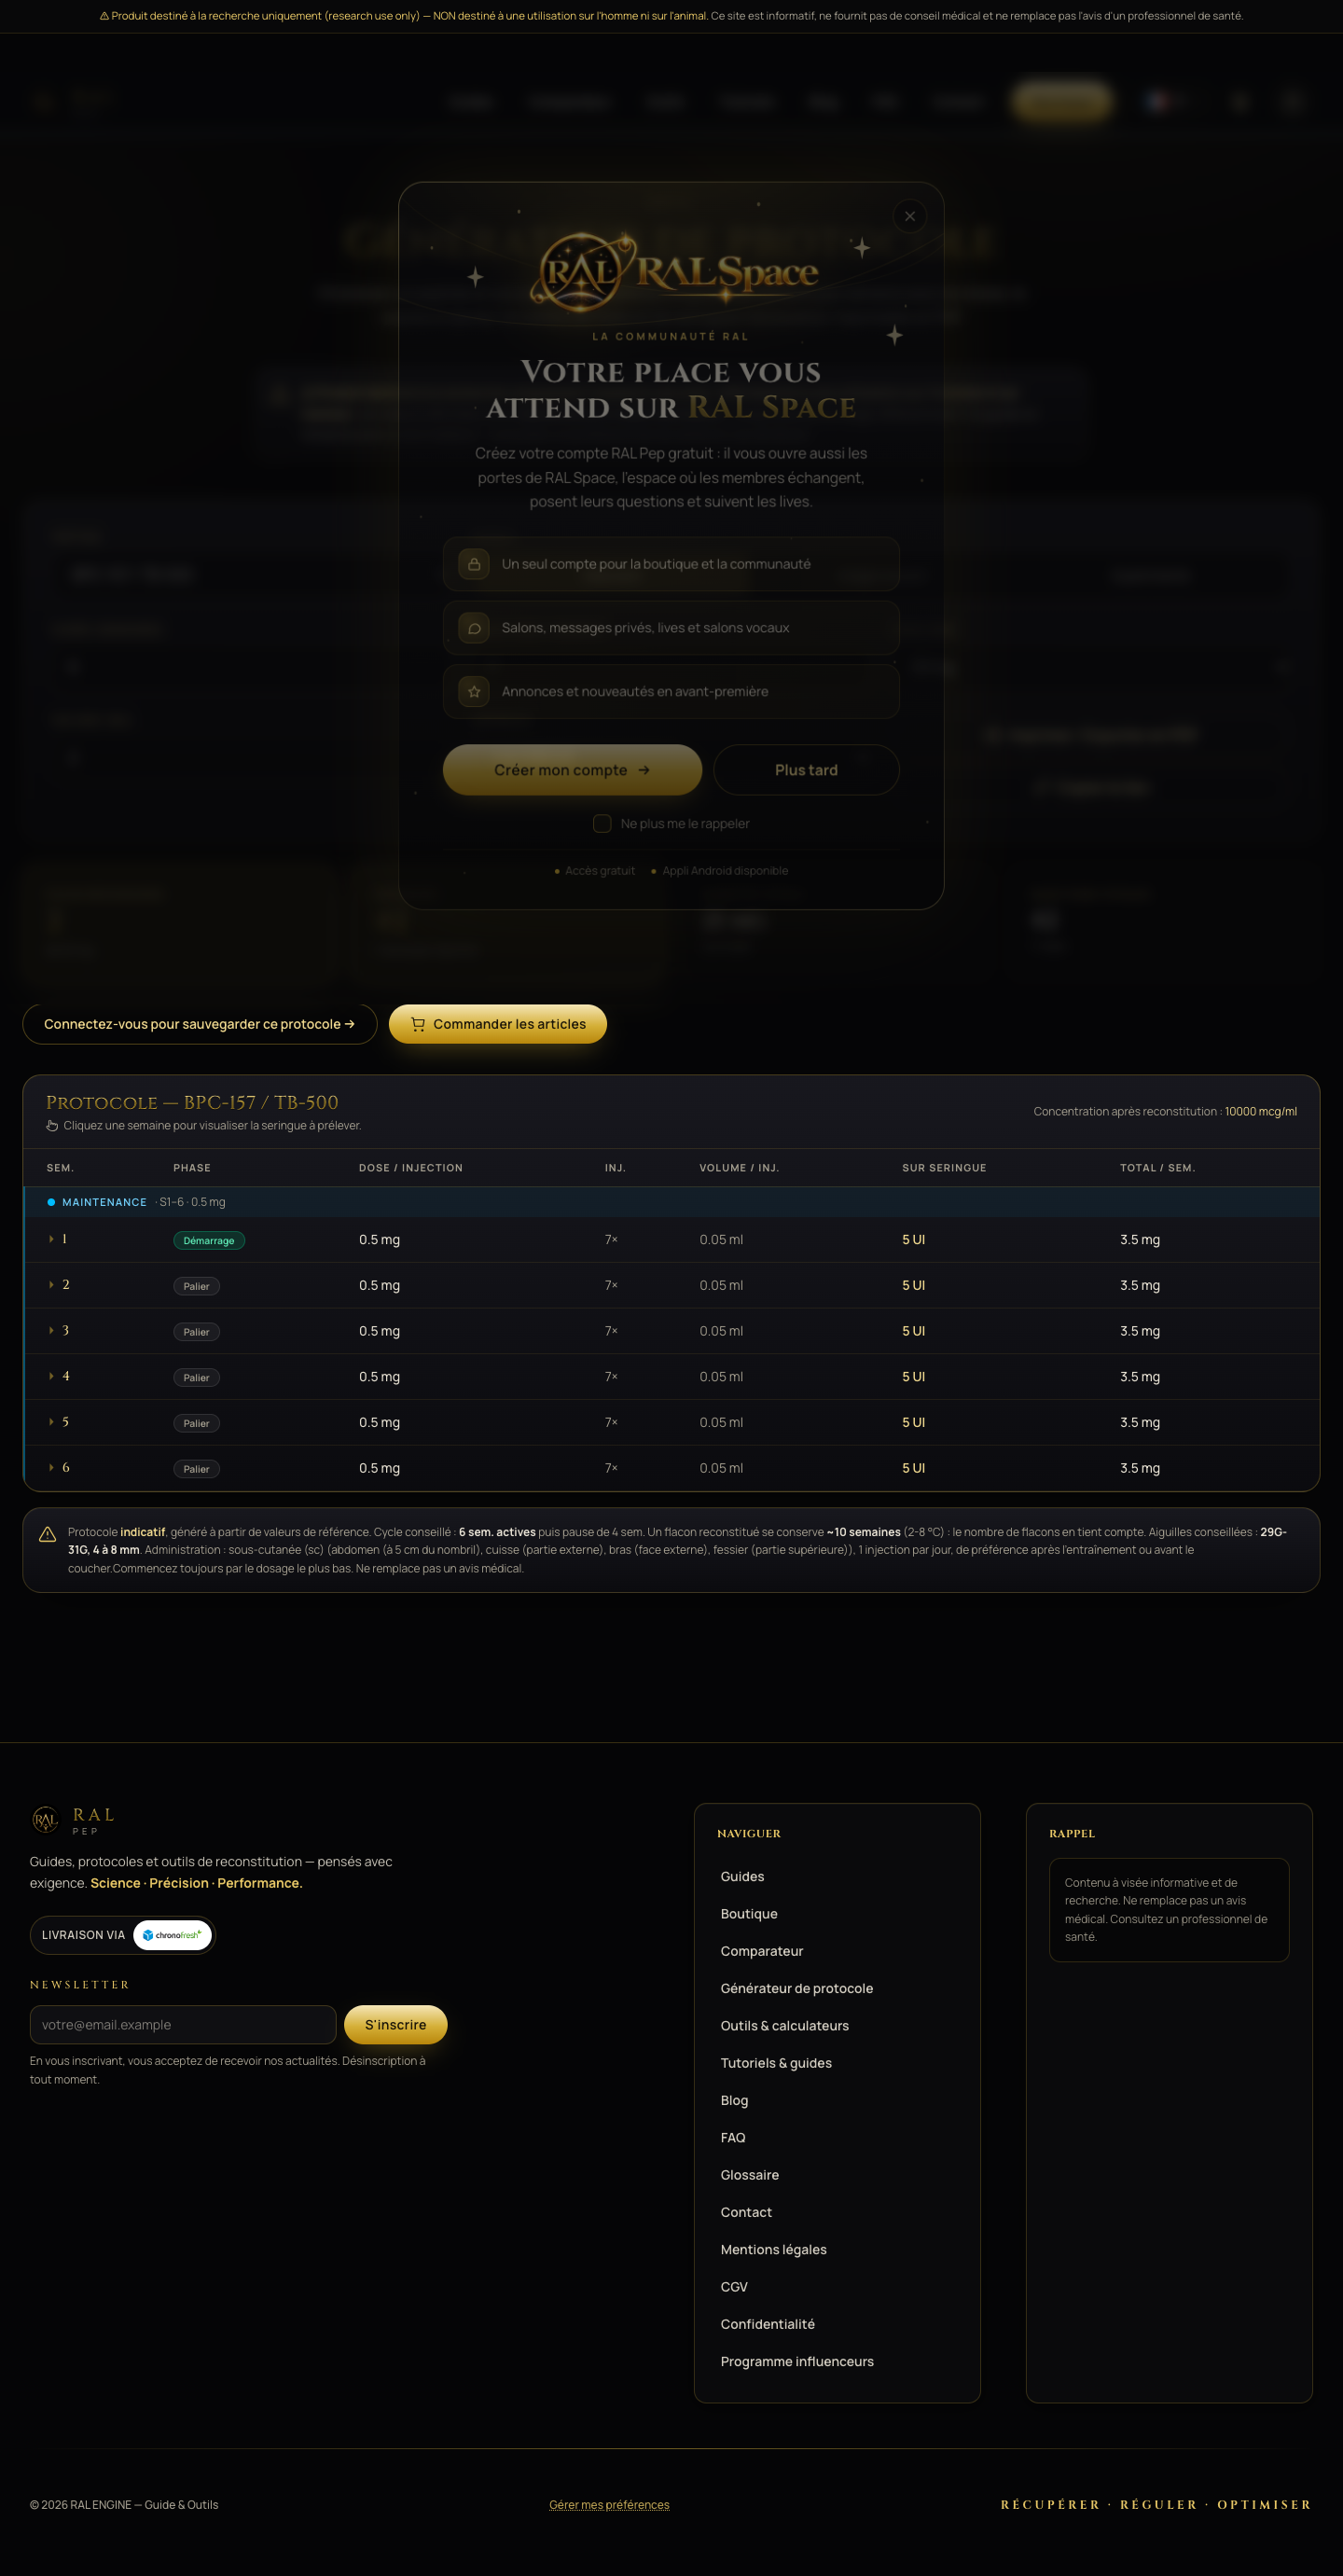 ⚠ Produit destiné à la recherche uniquement (research use only) — NON destiné à une utilisation sur l'homme ni sur l'animal. Ce site est informatif, ne fournit pas de conseil médical et ne remplace pas l'avis d'un professionnel de santé.
RAL RAL Space
LA COMMUNAUTÉ RAL
Votre place vous
attend sur RAL Space
Créez votre compte RAL Pep gratuit : il vous ouvre aussi les
portes de RAL Space, l'espace où les membres échangent,
posent leurs questions et suivent les lives.
Un seul compte pour la boutique et la communauté
Salons, messages privés, lives et salons vocaux
Annonces et nouveautés en avant-première
Créer mon compte →
Plus tard
Ne plus me le rappeler
Accès gratuit
Appli Android disponible
Connectez-vous pour sauvegarder ce protocole →
Commander les articles
Protocole — BPC-157 / TB-500
Cliquez une semaine pour visualiser la seringue à prélever.
Concentration après reconstitution : 10000 mcg/ml
SEM. PHASE DOSE / INJECTION INJ. VOLUME / INJ. SUR SERINGUE TOTAL / SEM.
MAINTENANCE · S1–6 · 0.5 mg
1 Démarrage 0.5 mg 7× 0.05 ml 5 UI 3.5 mg
2 Palier 0.5 mg 7× 0.05 ml 5 UI 3.5 mg
3 Palier 0.5 mg 7× 0.05 ml 5 UI 3.5 mg
4 Palier 0.5 mg 7× 0.05 ml 5 UI 3.5 mg
5 Palier 0.5 mg 7× 0.05 ml 5 UI 3.5 mg
6 Palier 0.5 mg 7× 0.05 ml 5 UI 3.5 mg
Protocole indicatif, généré à partir de valeurs de référence. Cycle conseillé : 6 sem. actives puis pause de 4 sem. Un flacon reconstitué se conserve ~10 semaines (2-8 °C) : le nombre de flacons en tient compte. Aiguilles conseillées : 29G-
31G, 4 à 8 mm. Administration : sous-cutanée (sc) (abdomen (à 5 cm du nombril), cuisse (partie externe), bras (face externe), fessier (partie supérieure)), 1 injection par jour, de préférence après l'entraînement ou avant le
coucher.Commencez toujours par le dosage le plus bas. Ne remplace pas un avis médical.
RAL
PEP
Guides, protocoles et outils de reconstitution — pensés avec
exigence. Science · Précision · Performance.
LIVRAISON VIA chronofresh
NEWSLETTER
votre@email.example
S'inscrire
En vous inscrivant, vous acceptez de recevoir nos actualités. Désinscription à
tout moment.
NAVIGUER
Guides
Boutique
Comparateur
Générateur de protocole
Outils & calculateurs
Tutoriels & guides
Blog
FAQ
Glossaire
Contact
Mentions légales
CGV
Confidentialité
Programme influenceurs
RAPPEL
Contenu à visée informative et de
recherche. Ne remplace pas un avis
médical. Consultez un professionnel de
santé.
© 2026 RAL ENGINE — Guide & Outils
Gérer mes préférences
RÉCUPÉRER · RÉGULER · OPTIMISER